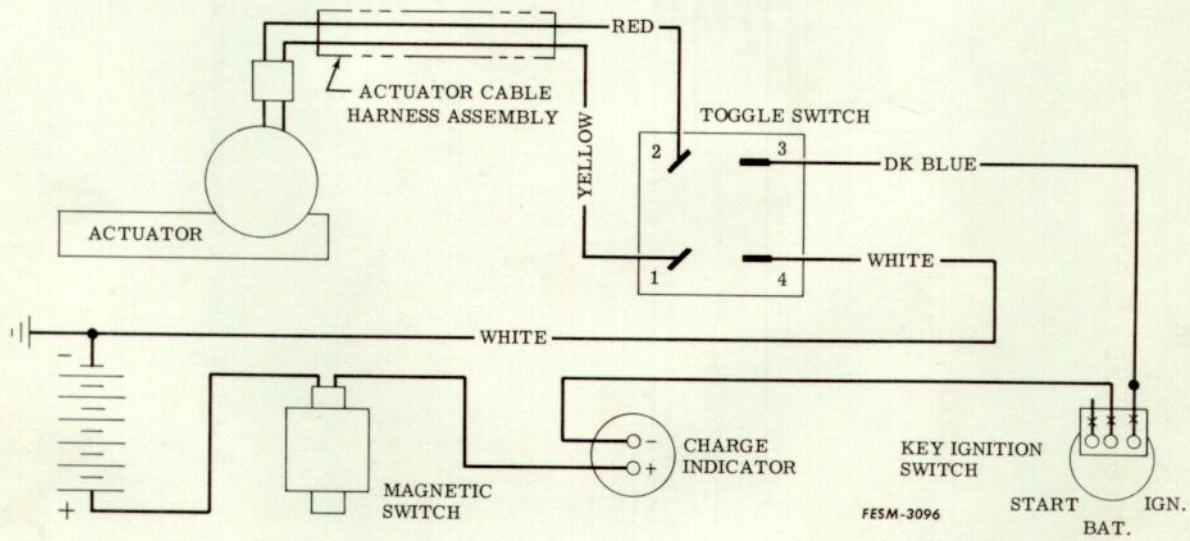 RED
ACTUATOR CABLE
HARNESS ASSEMBLY
YELLOW
TOGGLE SWITCH
2
3
DK BLUE
ACTUATOR
1
4
WHITE
WHITE
-
-
+
CHARGE
INDICATOR
KEY IGNITION
SWITCH
+
MAGNETIC
SWITCH
FESM-3096
START
IGN.
BAT.